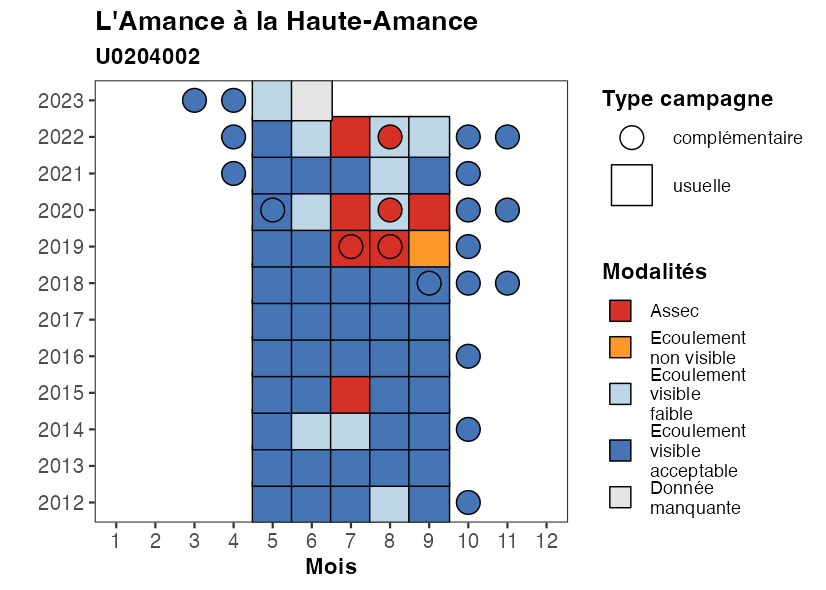 L'Amance à la Haute-Amance
U0204002
2023
2022
2021
2020
2019
2018
2017
2016
2015
2014
2013
2012
1 2 3 4 5 6 7 8 9 10 11 12
Mois
Type campagne
complémentaire
usuelle
Modalités
Assec
Ecoulement
non visible
Ecoulement
visible
faible
Ecoulement
visible
acceptable
Donnée
manquante